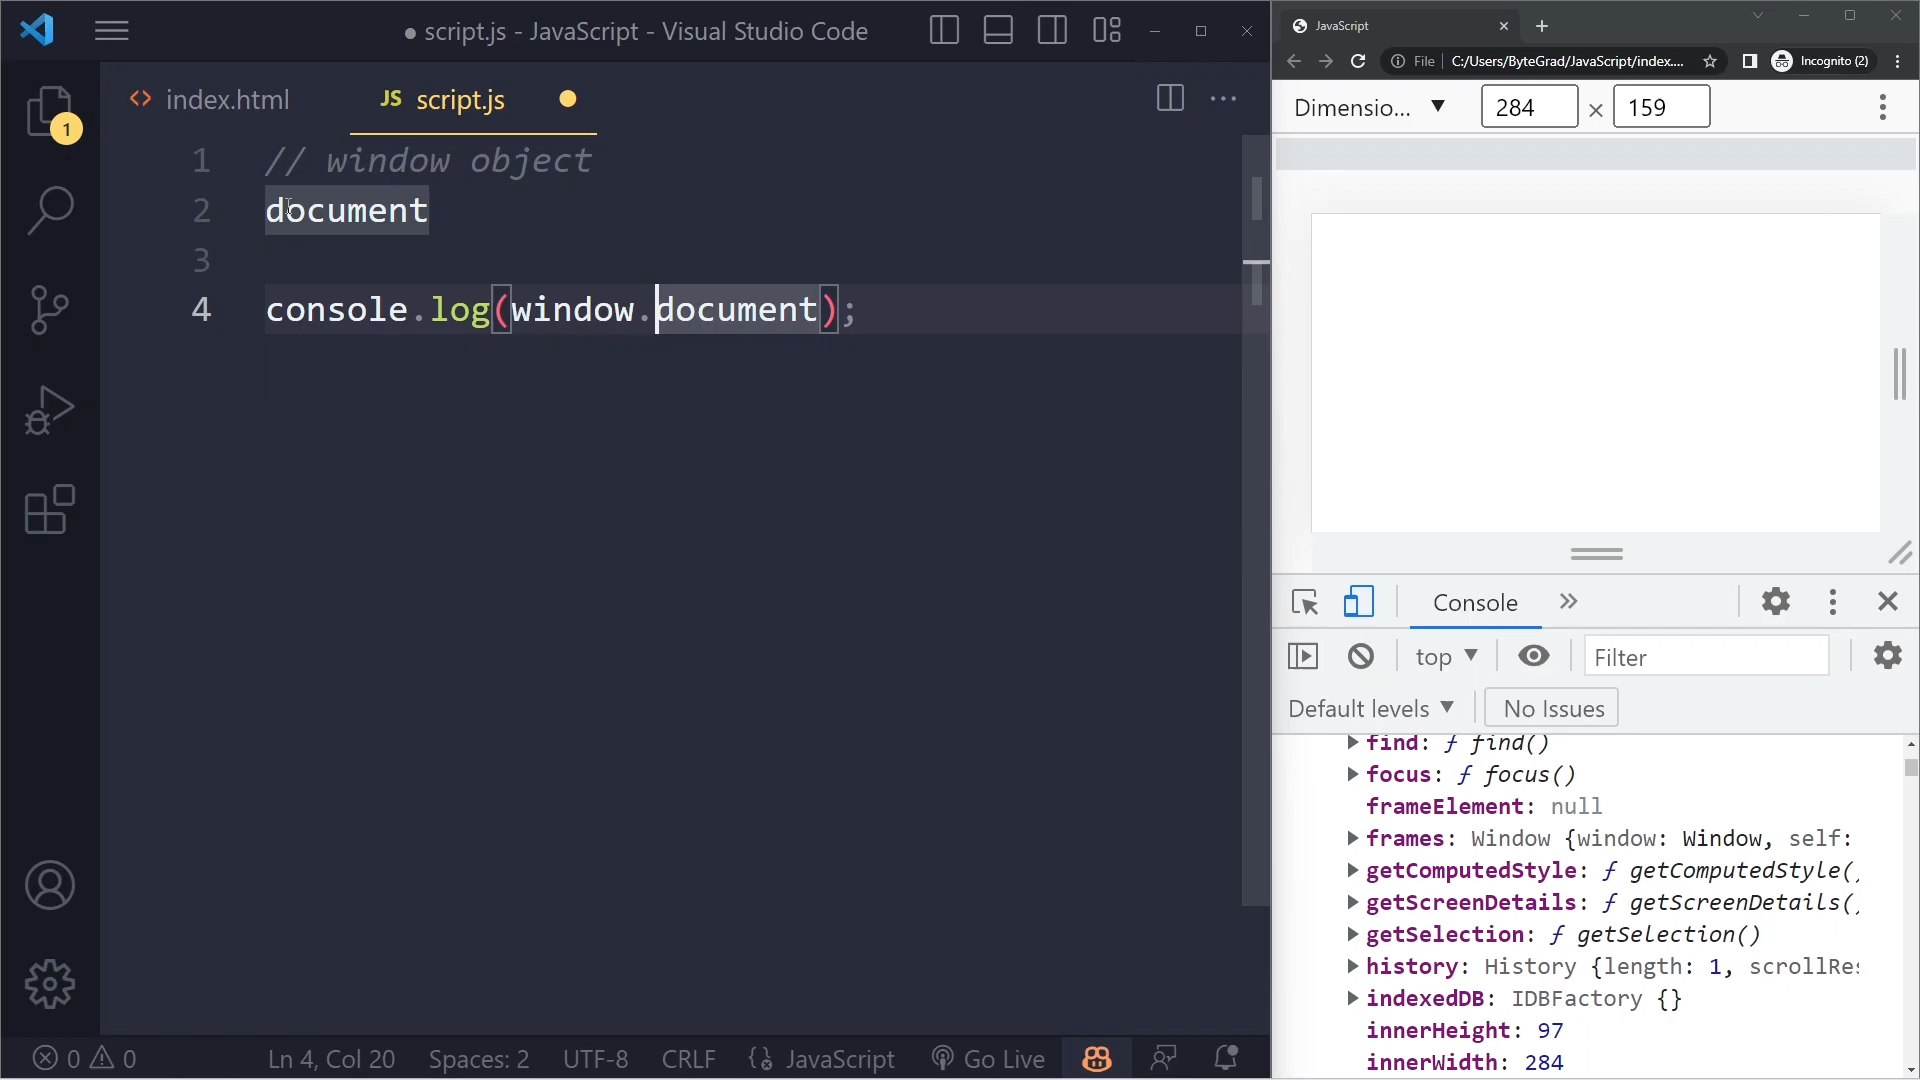 ● script.js - JavaScript - Visual Studio Code
index.html
JS script.js
1 // window object
2 document
3
4 console.log(window.document);
1
Ln 4, Col 20 Spaces: 2 UTF-8 CRLF JavaScript Go Live
0 0
JavaScript
File C:/Users/ByteGrad/JavaScript/index.... Incognito (2)
Dimensio... 284 × 159
Console
top Filter
Default levels No Issues
find: ƒ find()
focus: ƒ focus()
frameElement: null
frames: Window {window: Window, self:
getComputedStyle: ƒ getComputedStyle(
getScreenDetails: ƒ getScreenDetails(
getSelection: ƒ getSelection()
history: History {length: 1, scrollRes
indexedDB: IDBFactory {}
innerHeight: 97
innerWidth: 284